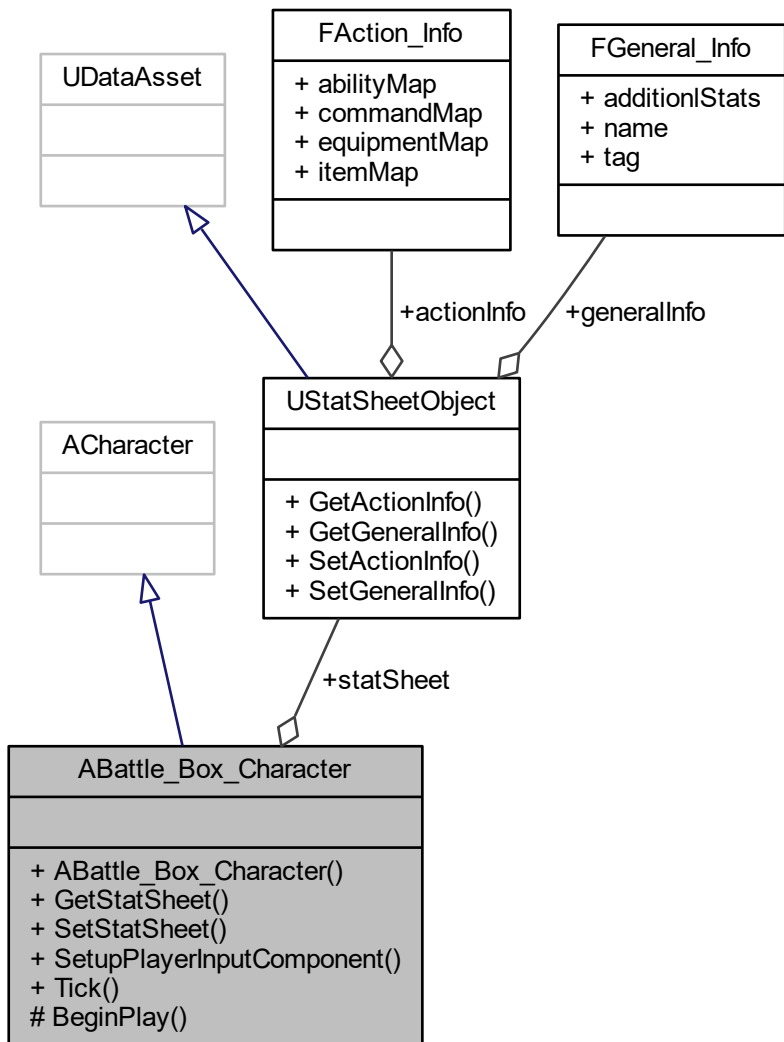 FAction_Info
+ abilityMap
+ commandMap
+ equipmentMap
+ itemMap
FGeneral_Info
+ additionlStats
+ name
+ tag
UDataAsset
+actionInfo
+generalInfo
UStatSheetObject
+ GetActionInfo()
+ GetGeneralInfo()
+ SetActionInfo()
+ SetGeneralInfo()
ACharacter
+statSheet
ABattle_Box_Character
+ ABattle_Box_Character()
+ GetStatSheet()
+ SetStatSheet()
+ SetupPlayerInputComponent()
+ Tick()
# BeginPlay()